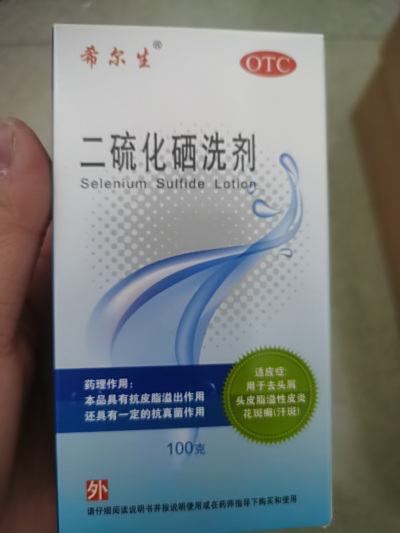 希尔生®
OTC
二硫化硒洗剂
Selenium Sulfide Lotion
药理作用：
本品具有抗皮脂溢出作用
还具有一定的抗真菌作用
适应症:
用于去头屑
头皮脂溢性皮炎
花斑癣(汗斑)
100克
外
请仔细阅读说明书并按说明使用或在药师指导下购买和使用